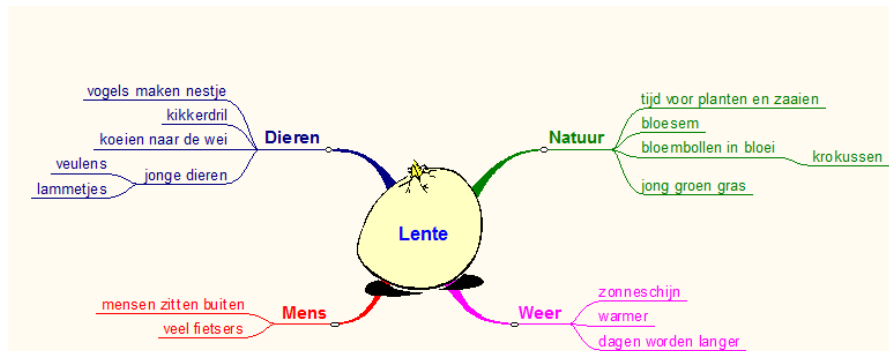 Lente
Dieren
vogels maken nestje
kikkerdril
koeien naar de wei
jonge dieren
veulens
lammetjes
Natuur
tijd voor planten en zaaien
bloesem
bloembollen in bloei
krokussen
jong groen gras
Mens
mensen zitten buiten
veel fietsers
Weer
zonneschijn
warmer
dagen worden langer